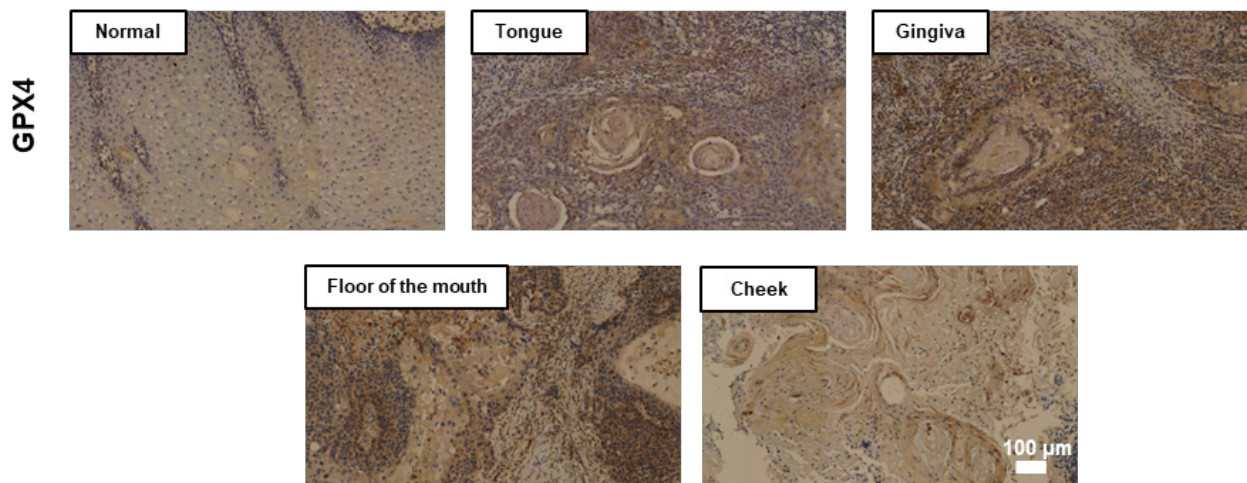 GPX4
Normal
Tongue
Gingiva
Floor of the mouth
Cheek
100 µm